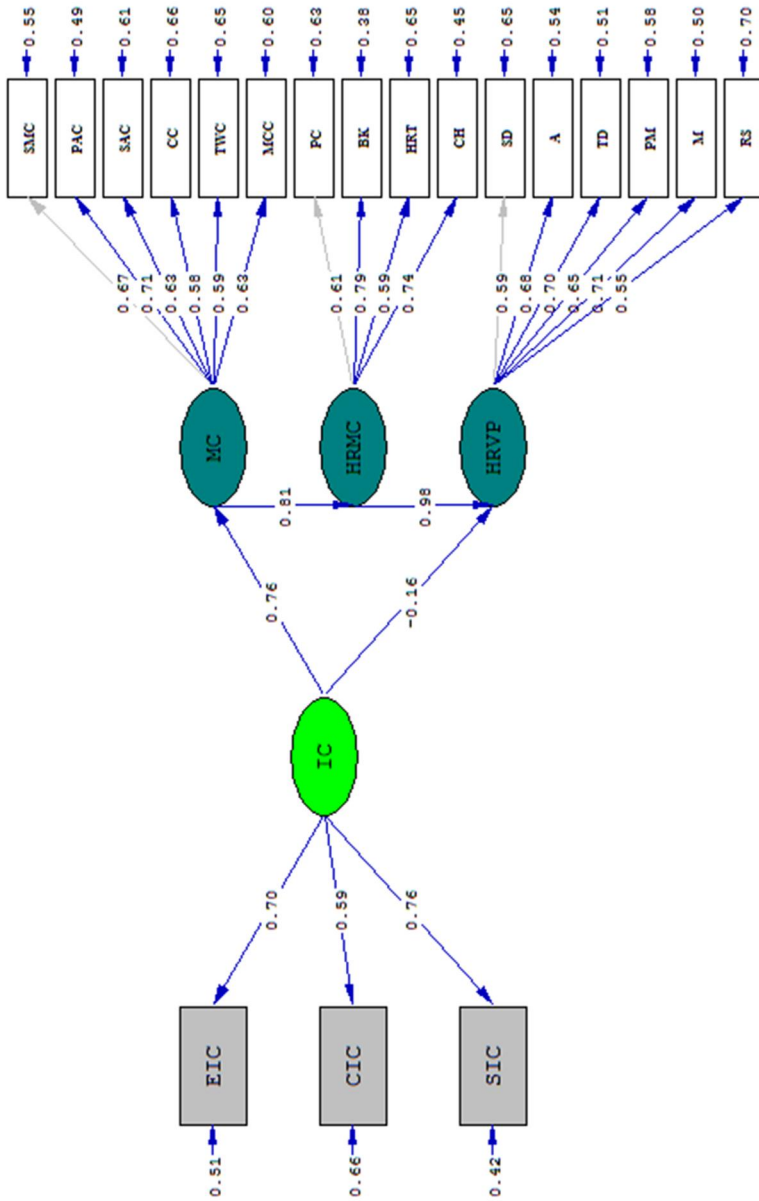 0.51
EIC
0.66
CIC
0.42
SIC
0.70
0.59
0.76
IC
0.76
-0.16
MC
0.81
HRMC
0.98
HRVP
0.67
0.71
0.63
0.58
0.59
0.63
0.61
0.79
0.59
0.74
0.59
0.68
0.70
0.65
0.71
0.55
SMC
0.55
PAC
0.49
SAC
0.61
CC
0.66
TWC
0.65
MCC
0.60
PC
0.63
BK
0.38
HRT
0.65
CH
0.45
SD
0.65
A
0.54
TD
0.51
PM
0.58
M
0.50
RS
0.70